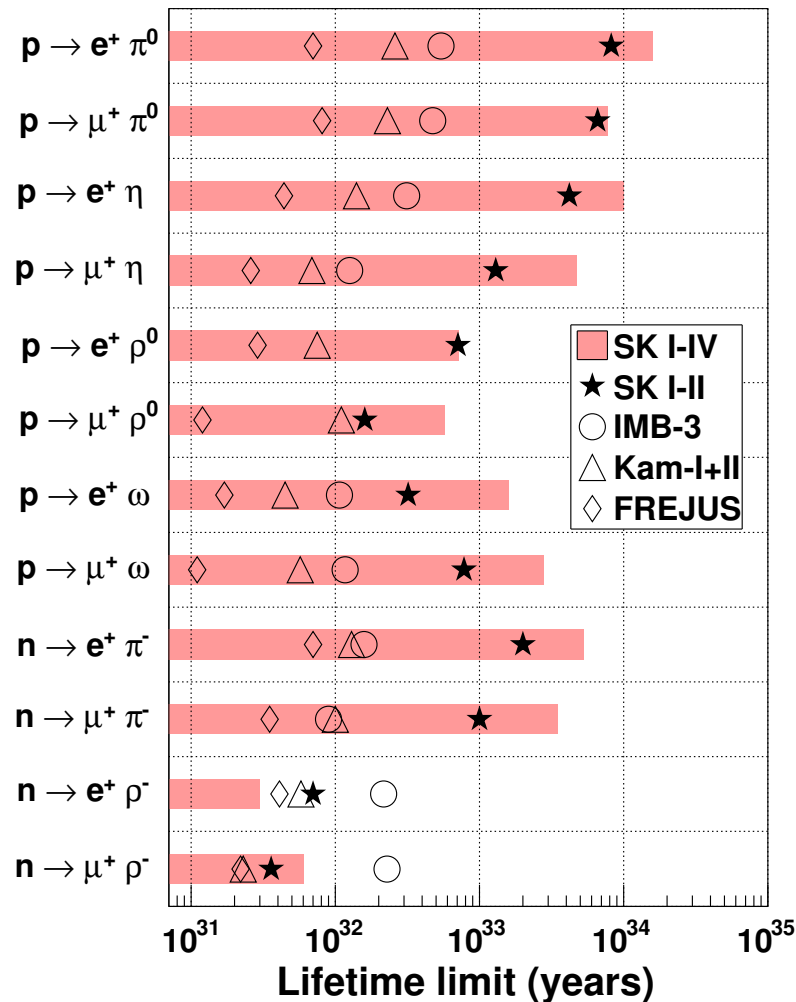 p → e⁺ π⁰
p → μ⁺ π⁰
p → e⁺ η
p → μ⁺ η
p → e⁺ ρ⁰
p → μ⁺ ρ⁰
p → e⁺ ω
p → μ⁺ ω
n → e⁺ π⁻
n → μ⁺ π⁻
n → e⁺ ρ⁻
n → μ⁺ ρ⁻
SK I-IV
SK I-II
IMB-3
Kam-I+II
FREJUS
10³¹ 10³² 10³³ 10³⁴ 10³⁵
Lifetime limit (years)